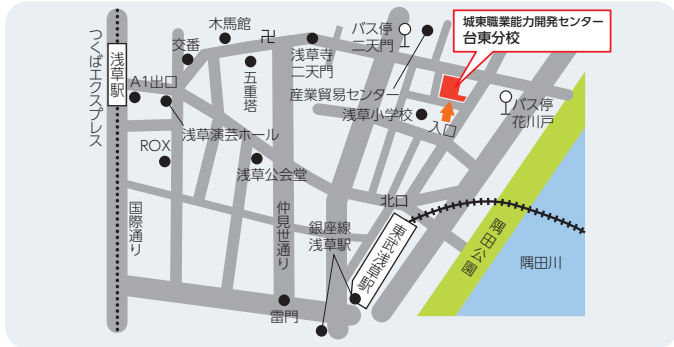 城東職業能力開発センター
台東分校
木馬館
卍
バス停
二天門
交番
浅草寺
二天門
つくばエクスプレス
浅草駅
A1出口
五重塔
産業貿易センター
浅草小学校
入口
バス停
花川戸
浅草演芸ホール
ROX
浅草公会堂
北口
国際通り
仲見世通り
銀座線
浅草駅
東武浅草駅
隅田公園
隅田川
雷門